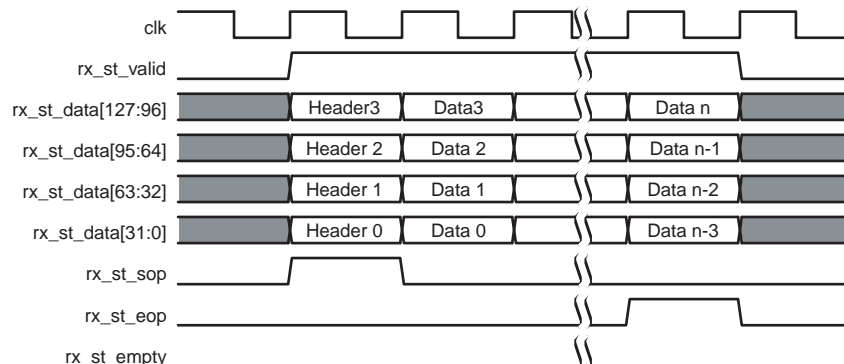 clk
rx_st_valid
rx_st_data[127:96] Header3 Data3 Data n
rx_st_data[95:64] Header 2 Data 2 Data n-1
rx_st_data[63:32] Header 1 Data 1 Data n-2
rx_st_data[31:0] Header 0 Data 0 Data n-3
rx_st_sop
rx_st_eop
rx_st_empty